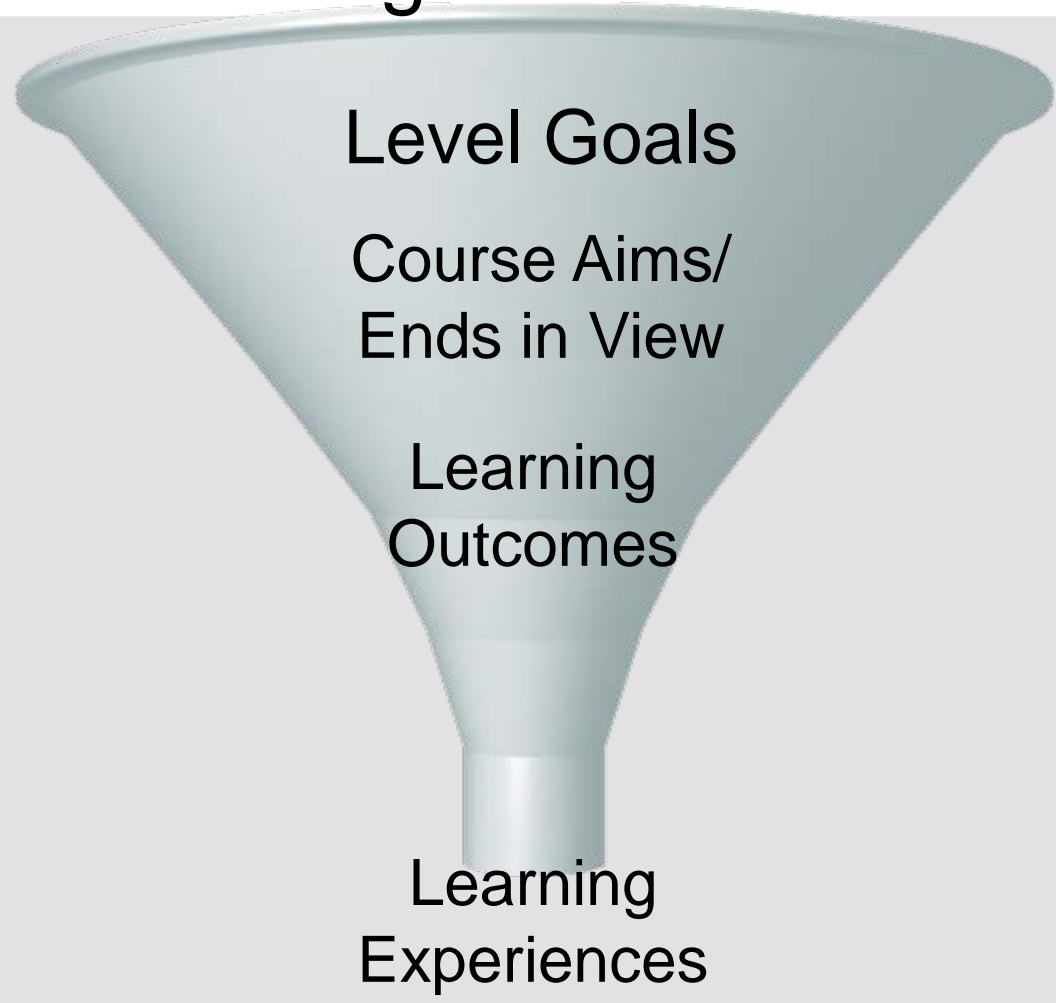 Level Goals
Course Aims/
Ends in View
Learning
Outcomes
Learning
Experiences